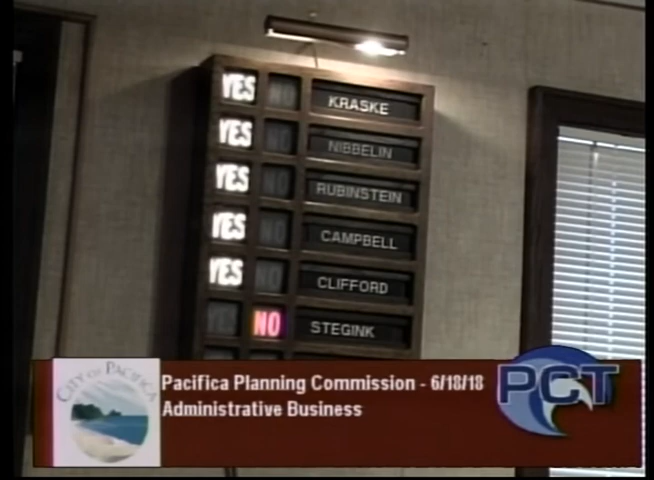 YES NO KRASKE
YES NO NIBBELIN
YES NO RUBINSTEIN
YES NO CAMPBELL
YES NO CLIFFORD
YES NO STEGINK
CITY OF PACIFICA
Pacifica Planning Commission - 6/18/18
Administrative Business
PCT